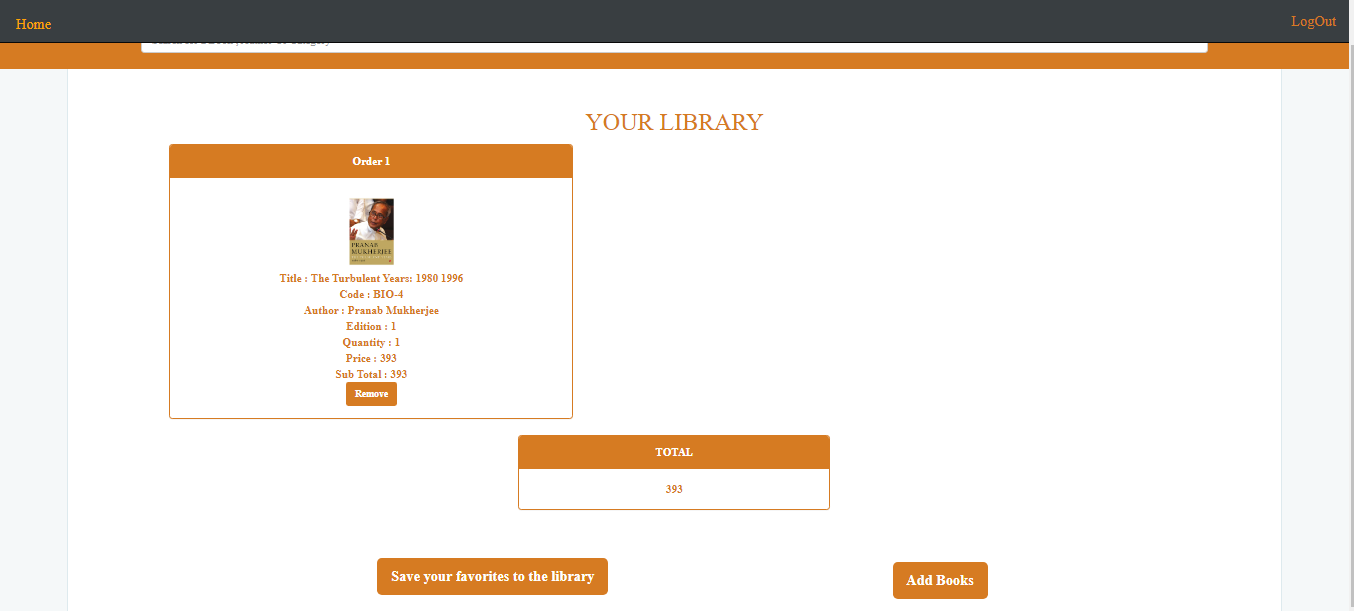 Home
LogOut
YOUR LIBRARY
Order 1
PRANAB
MUKHERJEE
Title : The Turbulent Years: 1980 1996
Code : BIO-4
Author : Pranab Mukherjee
Edition : 1
Quantity : 1
Price : 393
Sub Total : 393
Remove
TOTAL
393
Save your favorites to the library
Add Books